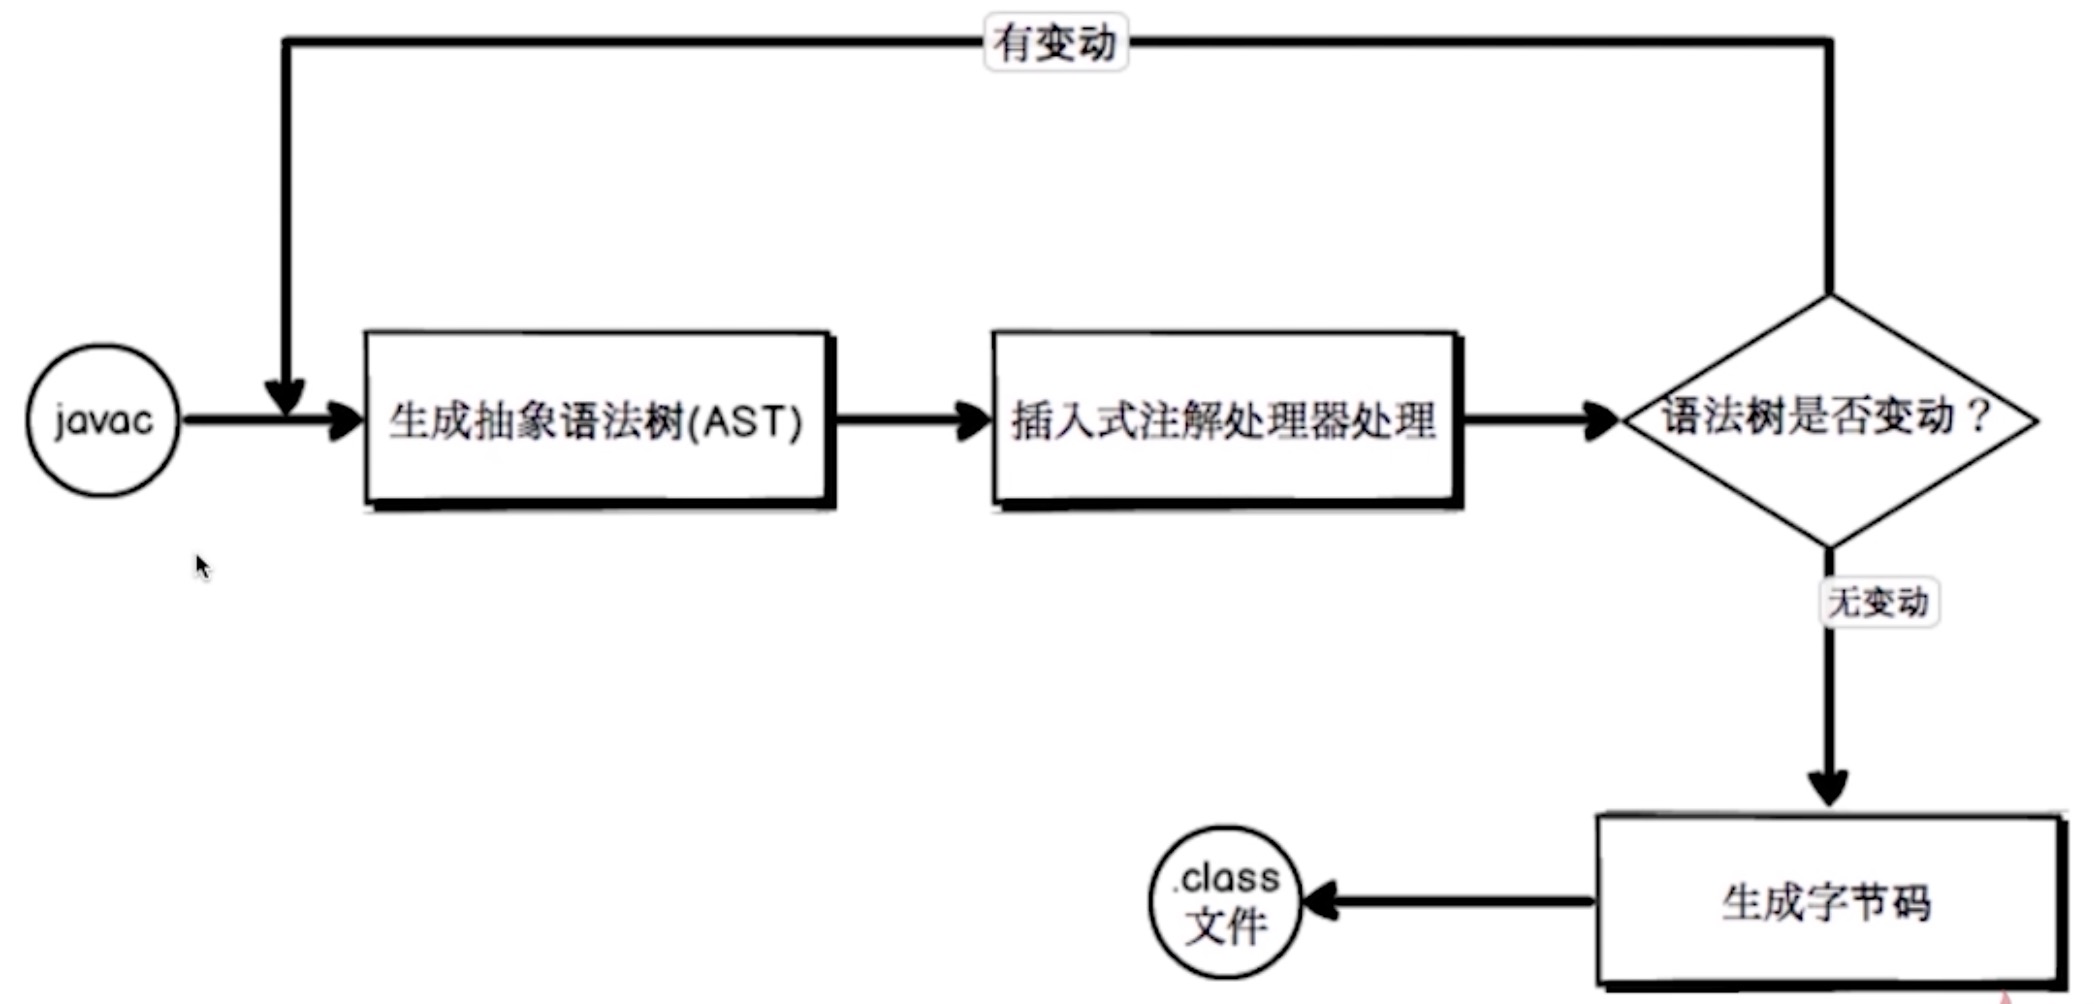 有变动
javac
生成抽象语法树(AST)
插入式注解处理器处理
语法树是否变动？
无变动
.class
文件
生成字节码